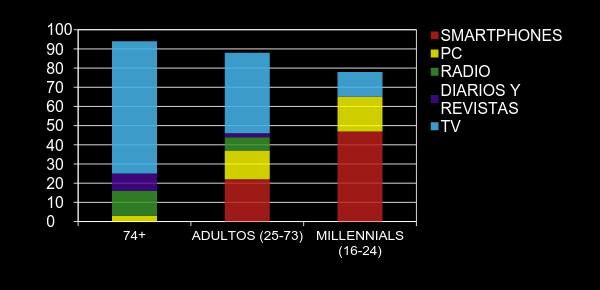 100
90
80
70
60
50
40
30
20
10
0
74+
ADULTOS (25-73)
MILLENNIALS
(16-24)
SMARTPHONES
PC
RADIO
DIARIOS Y
REVISTAS
TV